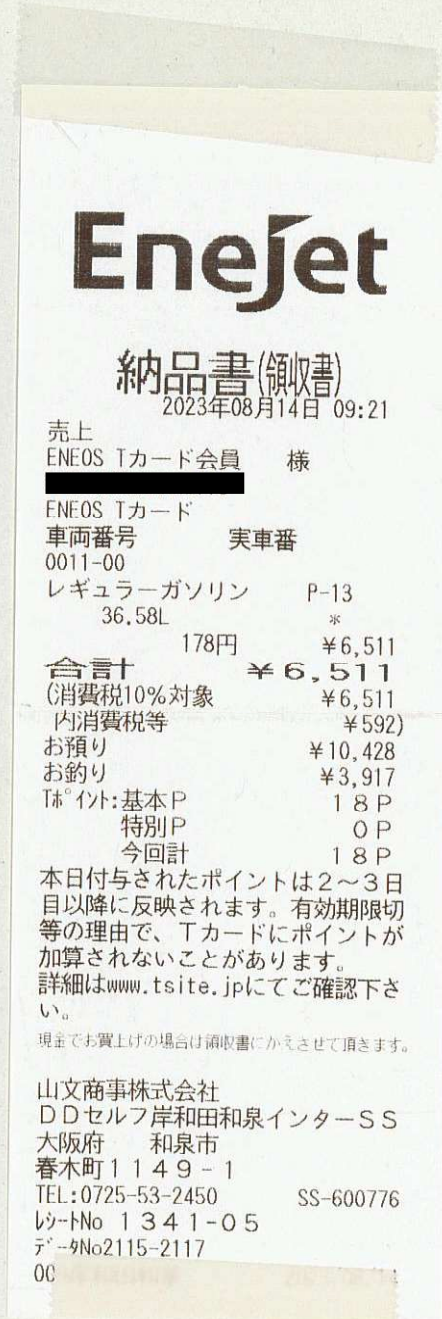 Enejet
納品書(領収書)
2023年08月14日 09:21
売上
ENEOS Tカード会員 様
ENEOS Tカード
車両番号 実車番
0011-00
レギュラーガソリン P-13
36.58L *
178円 ¥6,511
合計 ¥6,511
(消費税10%対象 ¥6,511
内消費税等 ¥592)
お預り ¥10,428
お釣り ¥3,917
Tポイント:基本P 18P
特別P 0P
今回計 18P
本日付与されたポイントは2～3日
目以降に反映されます。有効期限切
等の理由で、Tカードにポイントが
加算されないことがあります。
詳細はwww.tsite.jpにてご確認下さ
い。
現金でお買上げの場合は領収書にかえさせて頂きます。
山文商事株式会社
DDセルフ岸和田和泉インターSS
大阪府 和泉市
春木町1149-1
TEL:0725-53-2450 SS-600776
レシートNo 1341-05
データNo2115-2117